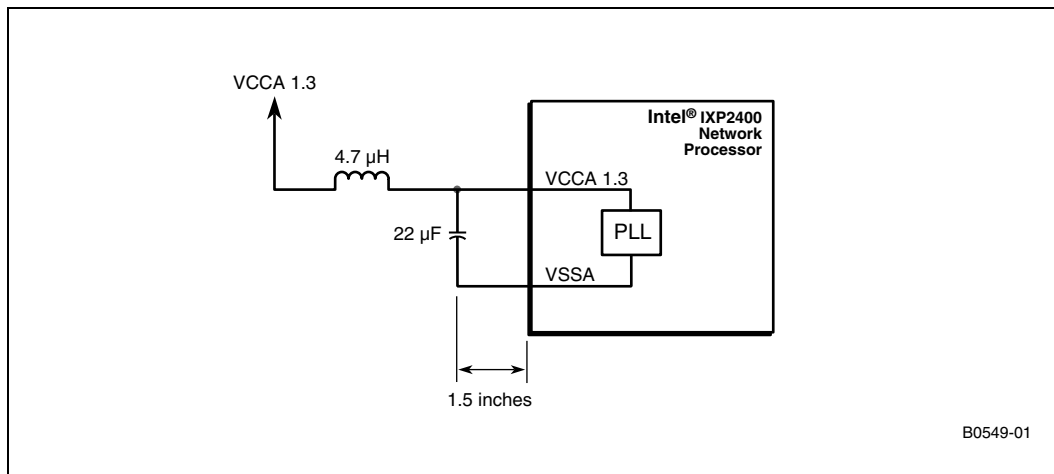 VCCA 1.3
Intel® IXP2400
Network
Processor
4.7 µH
VCCA 1.3
PLL
22 µF
VSSA
1.5 inches
B0549-01